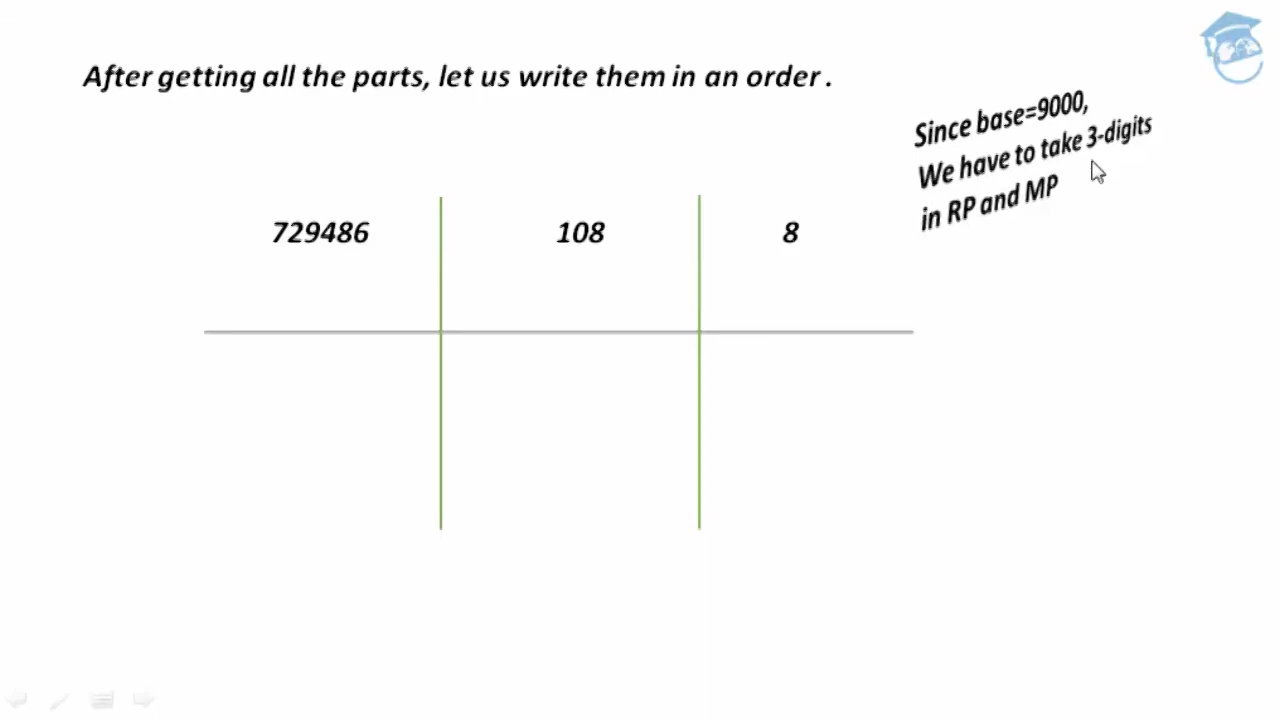 After getting all the parts, let us write them in an order .
Since base=9000,
We have to take 3-digits
in RP and MP
729486 108 8